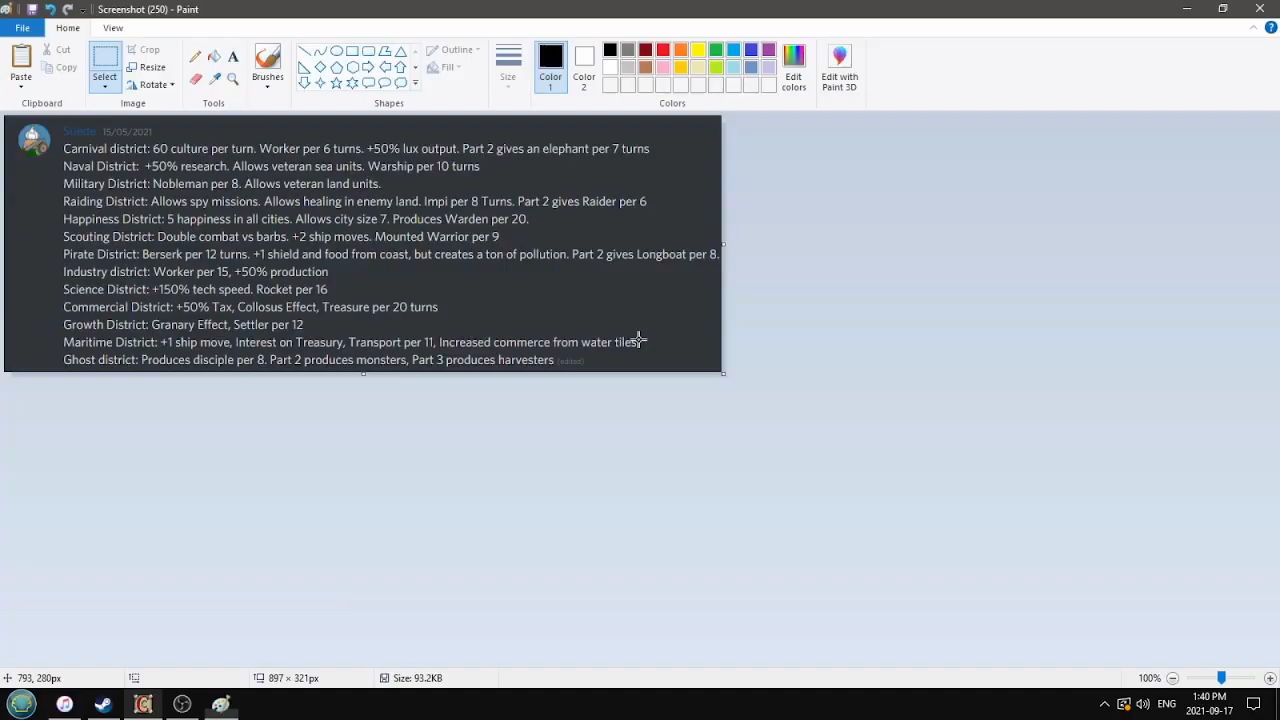 Screenshot (250) - Paint
File
Home
View
Paste
Cut
Copy
Clipboard
Select
Crop
Resize
Rotate
Image
A
Tools
Brushes
Outline
Fill
Shapes
Size
Color 1
Color 2
Edit colors
Edit with Paint 3D
Colors
Suede 15/05/2021
Carnival district: 60 culture per turn. Worker per 6 turns. +50% lux output. Part 2 gives an elephant per 7 turns
Naval District: +50% research. Allows veteran sea units. Warship per 10 turns
Military District: Nobleman per 8. Allows veteran land units.
Raiding District: Allows spy missions. Allows healing in enemy land. Impi per 8 Turns. Part 2 gives Raider per 6
Happiness District: 5 happiness in all cities. Allows city size 7. Produces Warden per 20.
Scouting District: Double combat vs barbs. +2 ship moves. Mounted Warrior per 9
Pirate District: Berserk per 12 turns. +1 shield and food from coast, but creates a ton of pollution. Part 2 gives Longboat per 8.
Industry district: Worker per 15, +50% production
Science District: +150% tech speed. Rocket per 16
Commercial District: +50% Tax, Collosus Effect, Treasure per 20 turns
Growth District: Granary Effect, Settler per 12
Maritime District: +1 ship move, Interest on Treasury, Transport per 11, Increased commerce from water tiles
Ghost district: Produces disciple per 8. Part 2 produces monsters, Part 3 produces harvesters (edited)
793, 280px
897 × 321px
Size: 93.2KB
100%
ENG
1:40 PM
2021-09-17